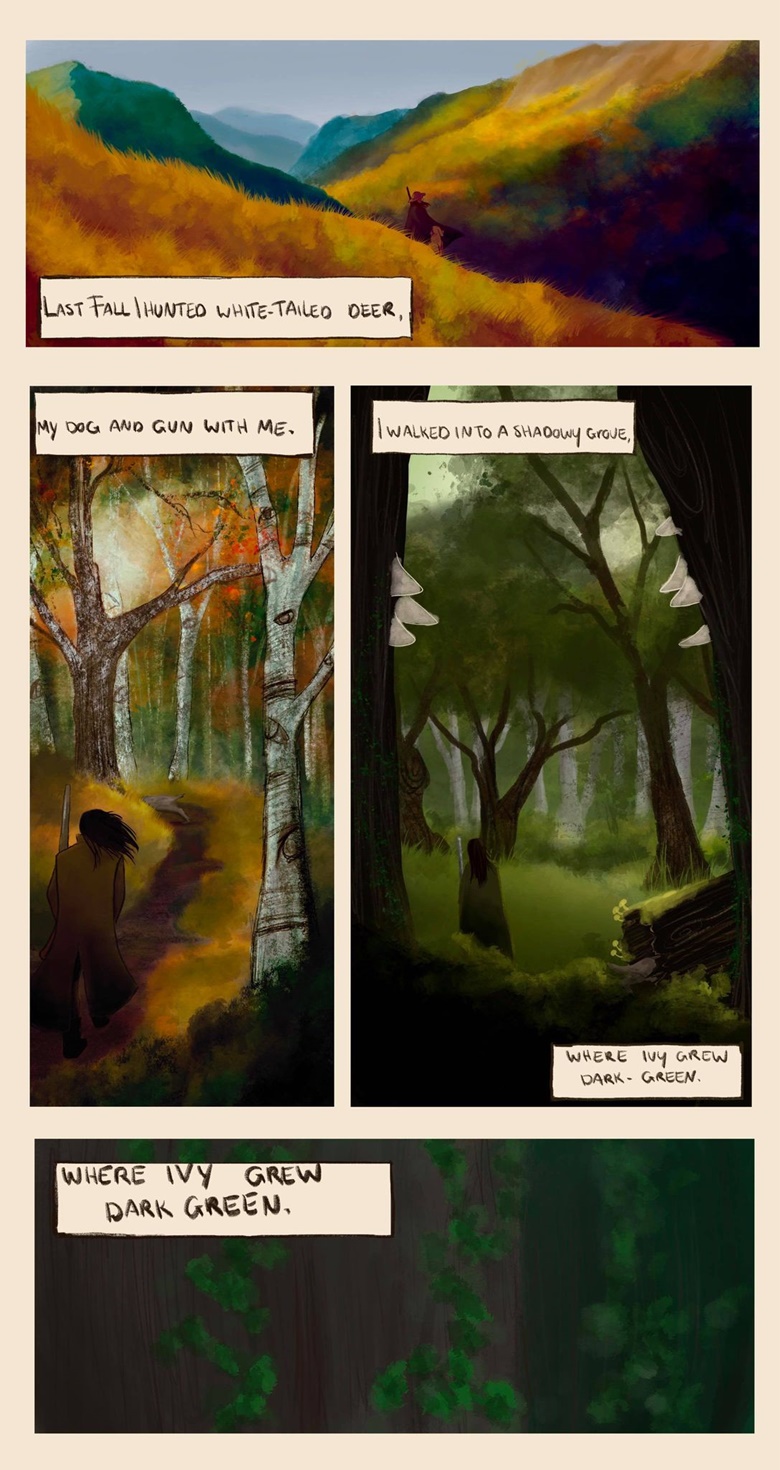 LAST FALL I HUNTED WHITE-TAILED DEER,
MY DOG AND GUN WITH ME.
I WALKED INTO A SHADOWY GROVE,
WHERE IVY GREW
DARK- GREEN.
WHERE IVY GREW
DARK GREEN.